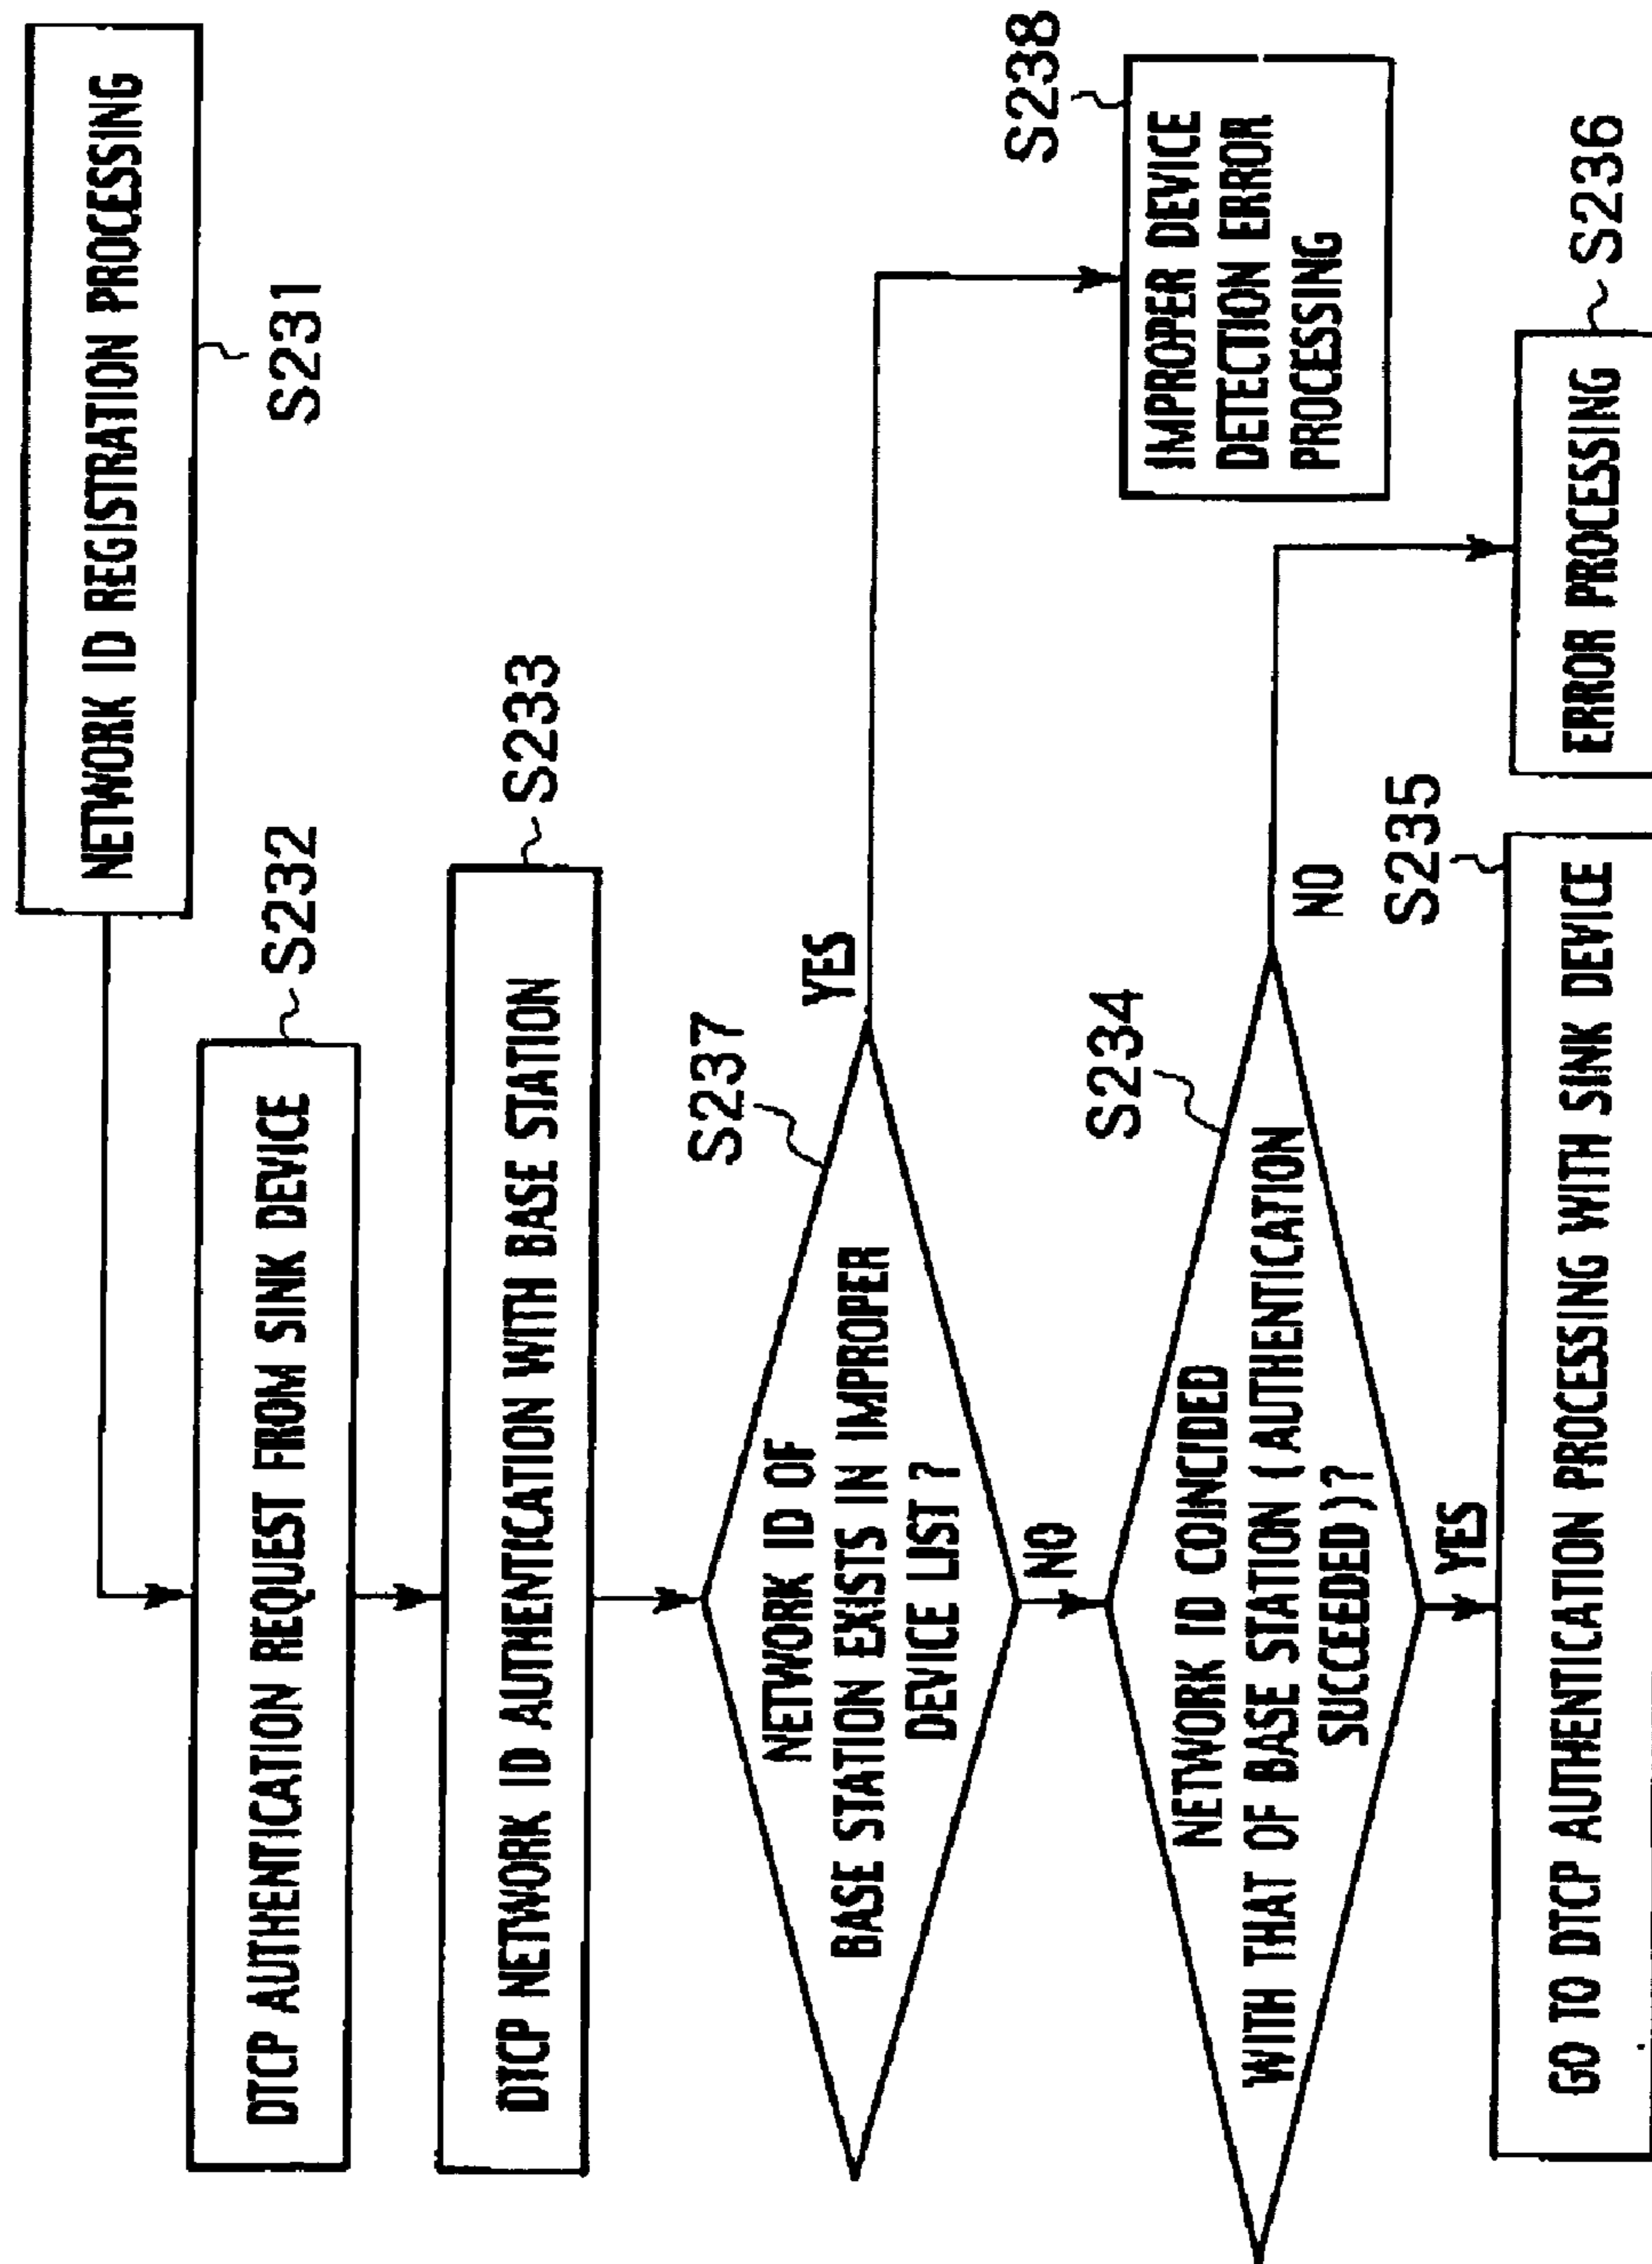 NETWORK ID REGISTRATION PROCESSING
S231
DTCP AUTHENTICATION REQUEST FROM SINK DEVICE
S232
DTCP NETWORK ID AUTHENTICATION WITH BASE STATION
S233
NETWORK ID OF
BASE STATION EXISTS IN IMPROPER
DEVICE LIST ?
S237
YES
NO
IMPROPER DEVICE
DETECTION ERROR
PROCESSING
S238
NETWORK ID COINCIDED
WITH THAT OF BASE STATION (AUTHENTICATION
SUCCEEDED)?
S234
NO
YES
ERROR PROCESSING
S236
GO TO DTCP AUTHENTICATION PROCESSING WITH SINK DEVICE
S235